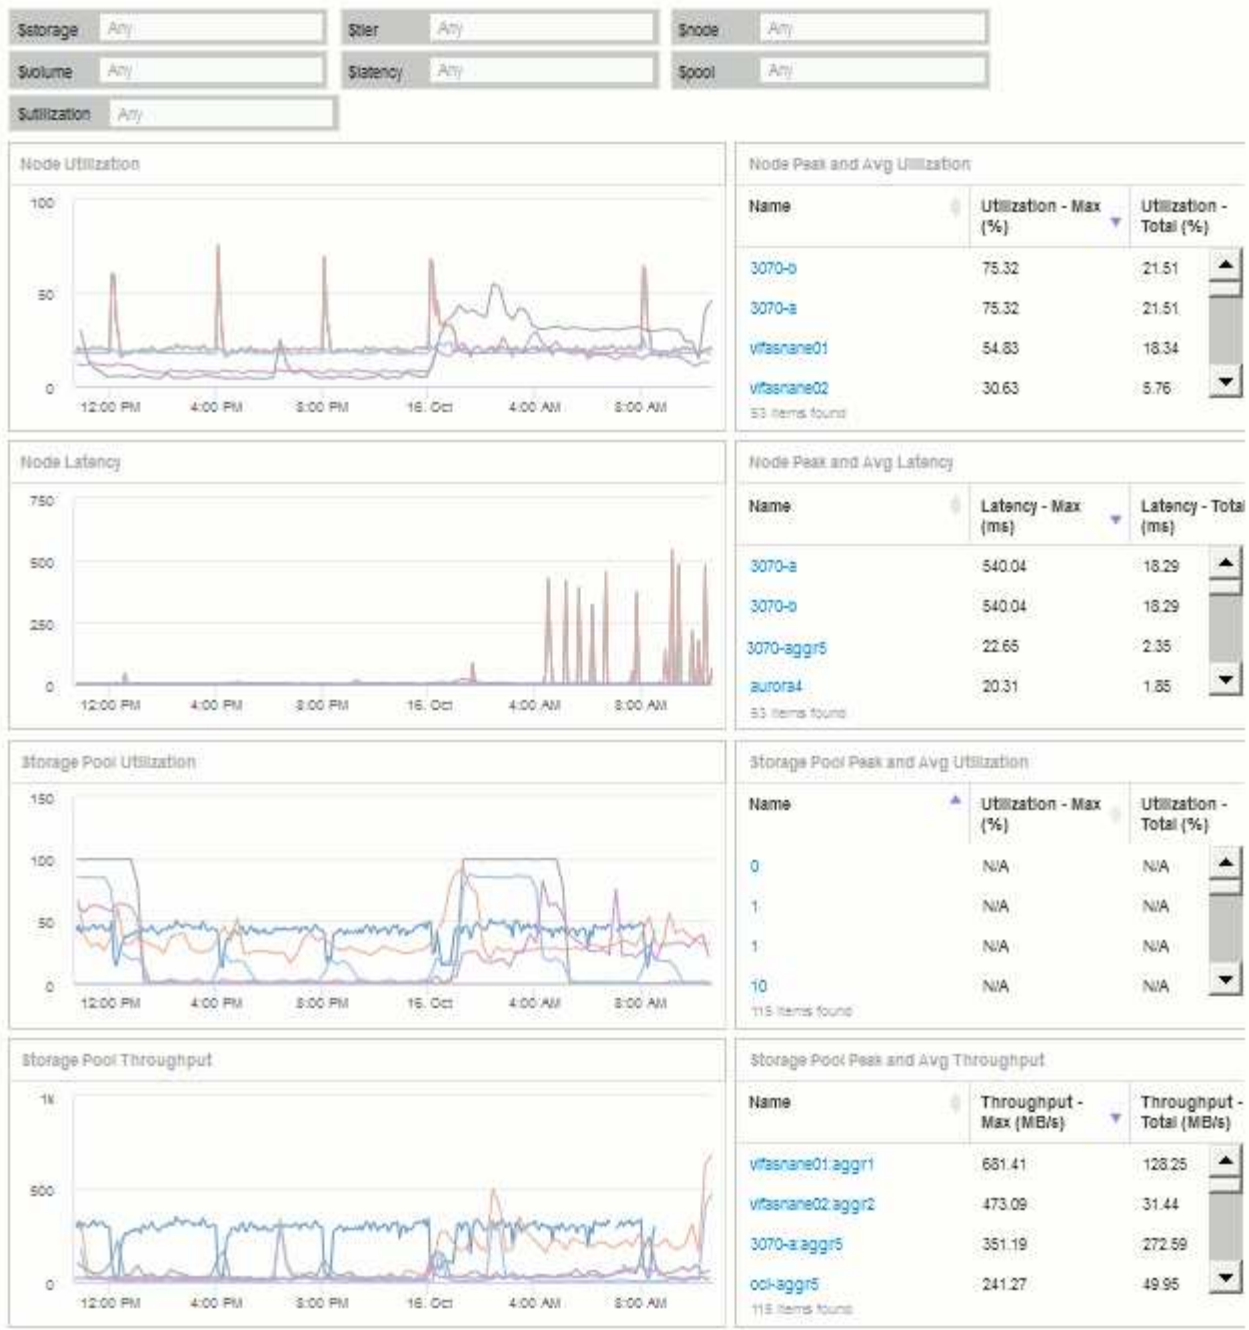 $storage Any $tier Any $node Any
$volume Any $latency Any $pool Any
$utilization Any
Node Utilization
100
50
0
12:00 PM 4:00 PM 8:00 PM 16. Oct 4:00 AM 8:00 AM
Node Peak and Avg Utilization
Name Utilization - Max (%) Utilization - Total (%)
3070-b 75.32 21.51
3070-a 75.32 21.51
vifasnane01 54.83 18.34
vifasnane02 30.63 5.76
53 items found
Node Latency
750
500
250
0
12:00 PM 4:00 PM 8:00 PM 16. Oct 4:00 AM 8:00 AM
Node Peak and Avg Latency
Name Latency - Max (ms) Latency - Total (ms)
3070-a 540.04 18.29
3070-b 540.04 18.29
3070-aggr5 22.65 2.35
aurora4 20.31 1.85
53 items found
Storage Pool Utilization
150
100
50
0
12:00 PM 4:00 PM 8:00 PM 16. Oct 4:00 AM 8:00 AM
Storage Pool Peak and Avg Utilization
Name Utilization - Max (%) Utilization - Total (%)
0 N/A N/A
1 N/A N/A
1 N/A N/A
10 N/A N/A
115 items found
Storage Pool Throughput
1k
500
0
12:00 PM 4:00 PM 8:00 PM 16. Oct 4:00 AM 8:00 AM
Storage Pool Peak and Avg Throughput
Name Throughput - Max (MB/s) Throughput - Total (MB/s)
vifasnane01:aggr1 681.41 128.25
vifasnane02:aggr2 473.09 31.44
3070-a:aggr5 351.19 272.59
oci-aggr5 241.27 49.95
115 items found